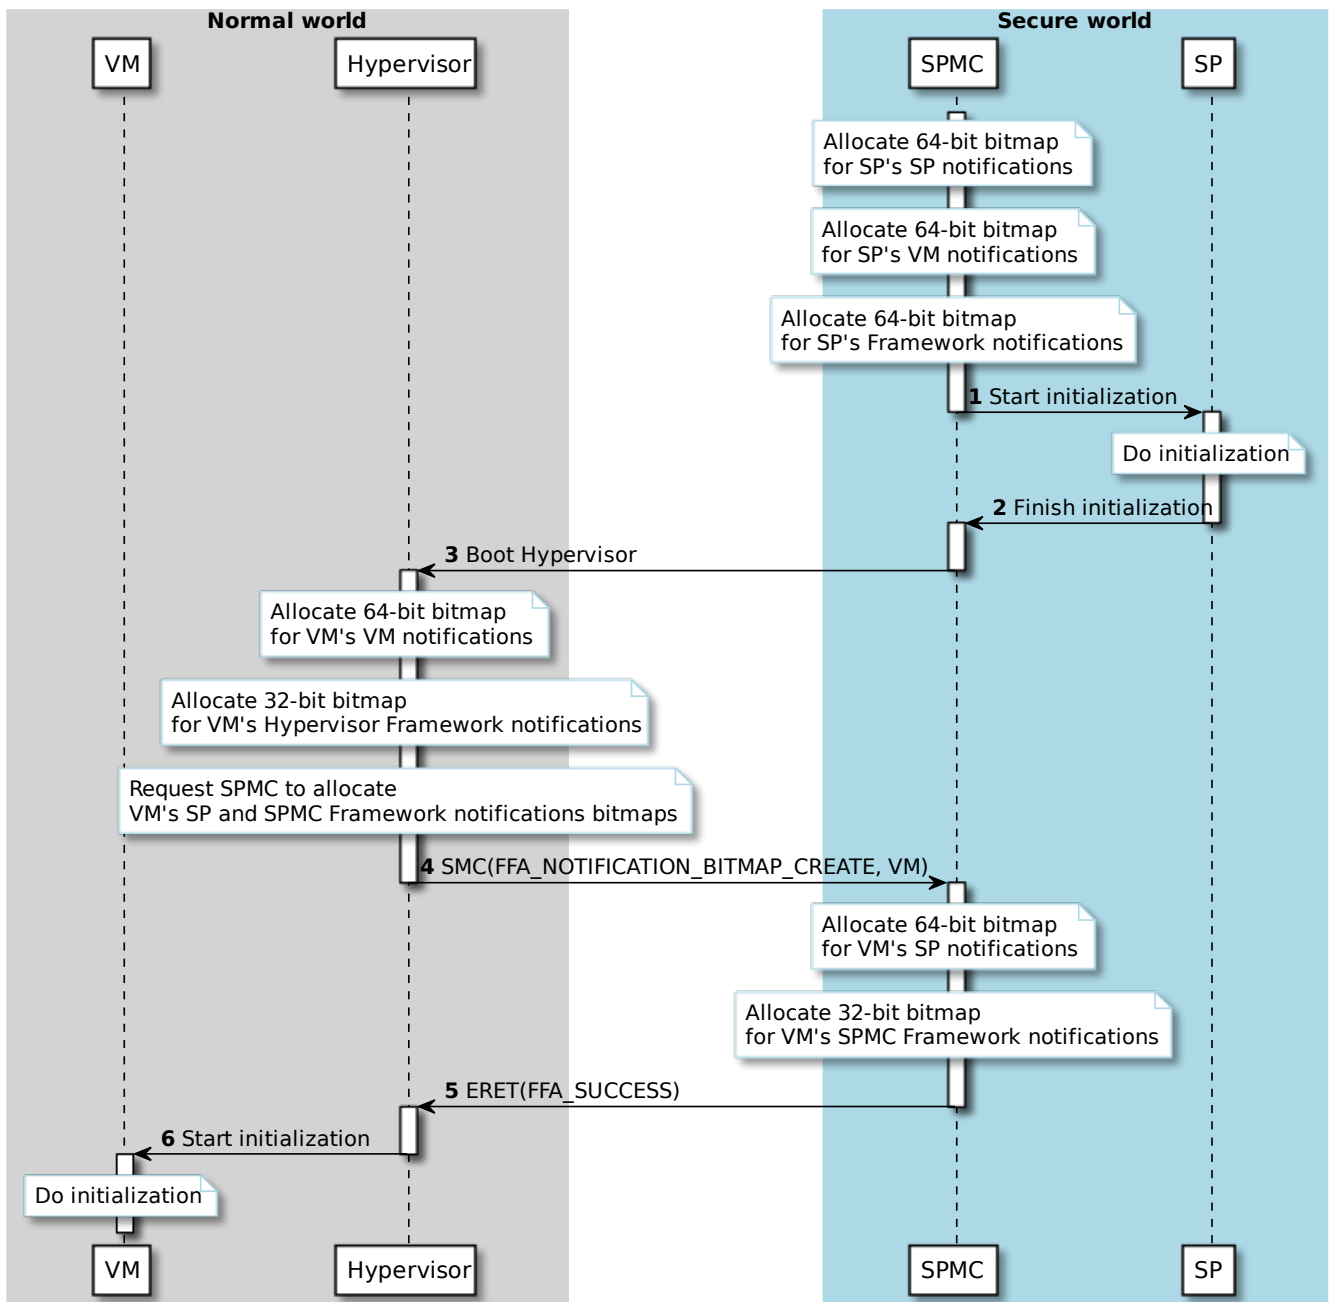 Normal world
Secure world
VM
Hypervisor
SPMC
SP
Allocate 64-bit bitmap
for SP's SP notifications
Allocate 64-bit bitmap
for SP's VM notifications
Allocate 64-bit bitmap
for SP's Framework notifications
1 Start initialization
Do initialization
2 Finish initialization
3 Boot Hypervisor
Allocate 64-bit bitmap
for VM's VM notifications
Allocate 32-bit bitmap
for VM's Hypervisor Framework notifications
Request SPMC to allocate
VM's SP and SPMC Framework notifications bitmaps
4 SMC(FFA_NOTIFICATION_BITMAP_CREATE, VM)
Allocate 64-bit bitmap
for VM's SP notifications
Allocate 32-bit bitmap
for VM's SPMC Framework notifications
5 ERET(FFA_SUCCESS)
6 Start initialization
Do initialization
VM
Hypervisor
SPMC
SP